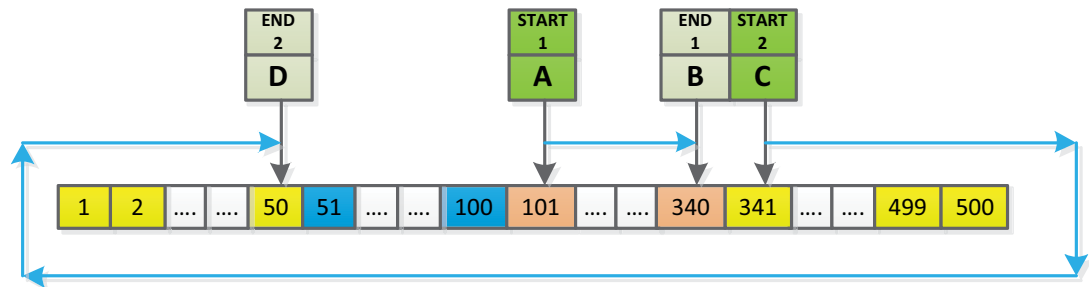 END
2
D
START
1
A
END
1
B
START
2
C
1 2 .... .... 50 51 .... .... 100 101 .... .... 340 341 .... .... 499 500